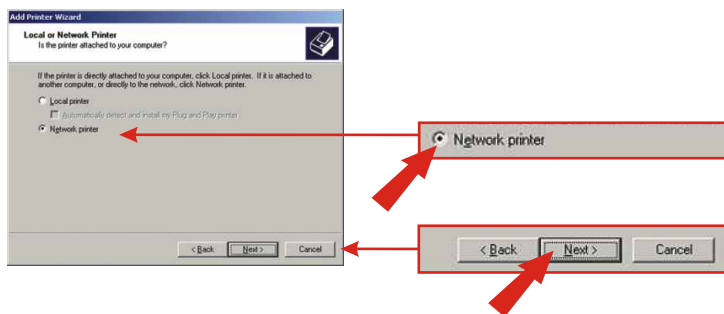 Add Printer Wizard
Local or Network Printer
Is the printer attached to your computer?
If the printer is directly attached to your computer, click Local printer. If it is attached to
another computer, or directly to the network, click Network printer.
Local printer
Automatically detect and install my Plug and Play printer
Network printer
< Back Next > Cancel
Network printer
< Back Next > Cancel